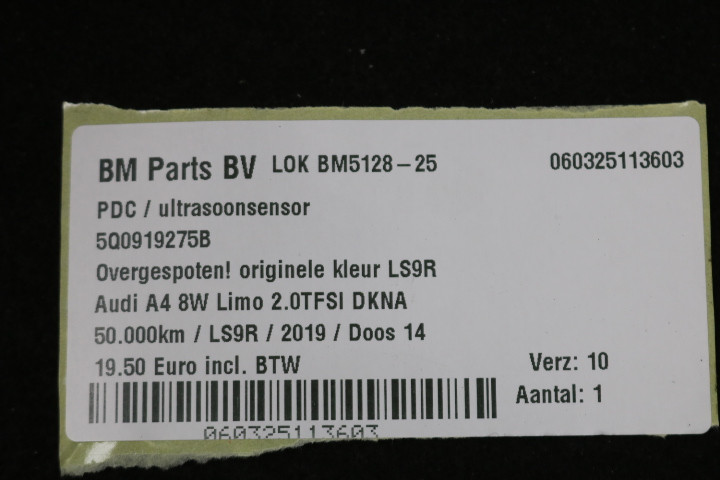 BM Parts BV LOK BM5128-25 060325113603
PDC / ultrasoonsensor
5Q0919275B
Overgespoten! originele kleur LS9R
Audi A4 8W Limo 2.0TFSI DKNA
50.000km / LS9R / 2019 / Doos 14
19.50 Euro incl. BTW Verz: 10
Aantal: 1
060325113603